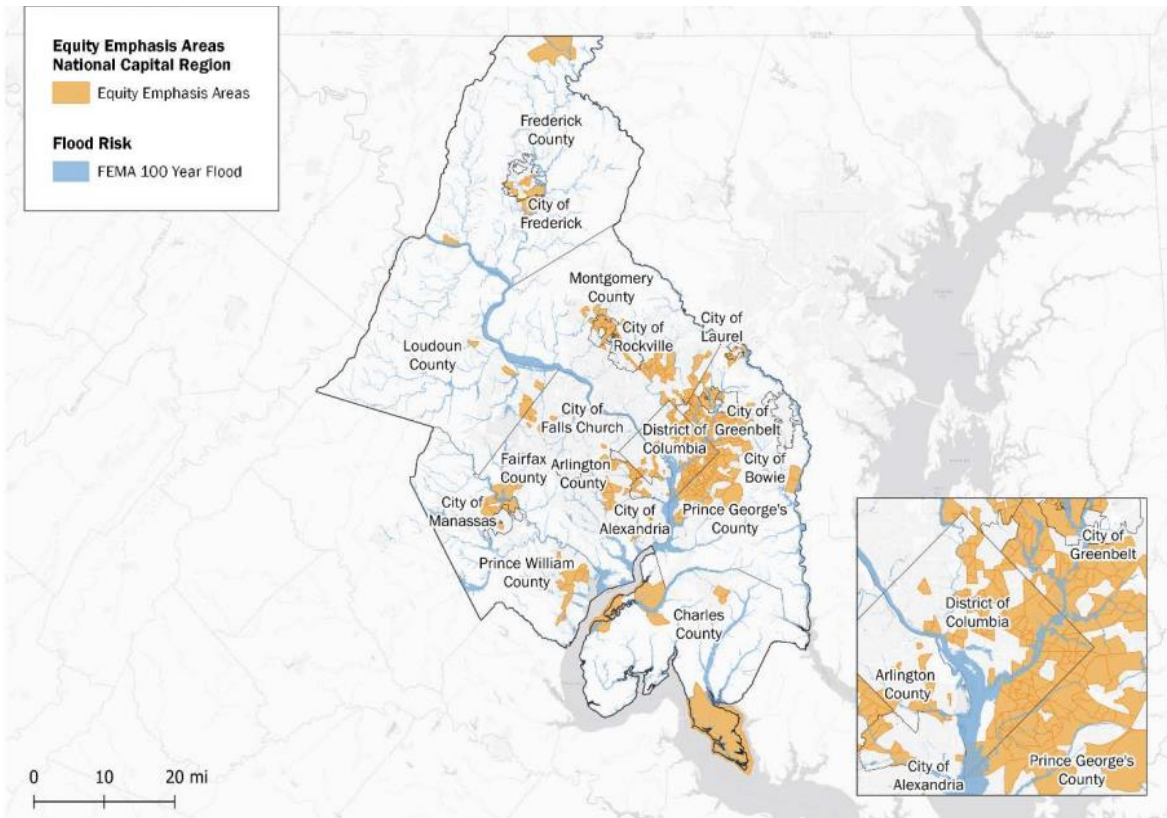 Equity Emphasis Areas
National Capital Region
Equity Emphasis Areas
Flood Risk
FEMA 100 Year Flood
Frederick
County
City of
Frederick
Montgomery
County
City of
Rockville
City of
Laurel
Loudoun
County
City of
Falls Church
District of
Columbia
City of
Greenbelt
Fairfax
County
Arlington
County
City of
Bowie
City of
Manassas
City of
Alexandria
Prince George's
County
Prince William
County
Charles
County
0 10 20 mi
City of
Greenbelt
District of
Columbia
Arlington
County
City of
Alexandria
Prince George's
County